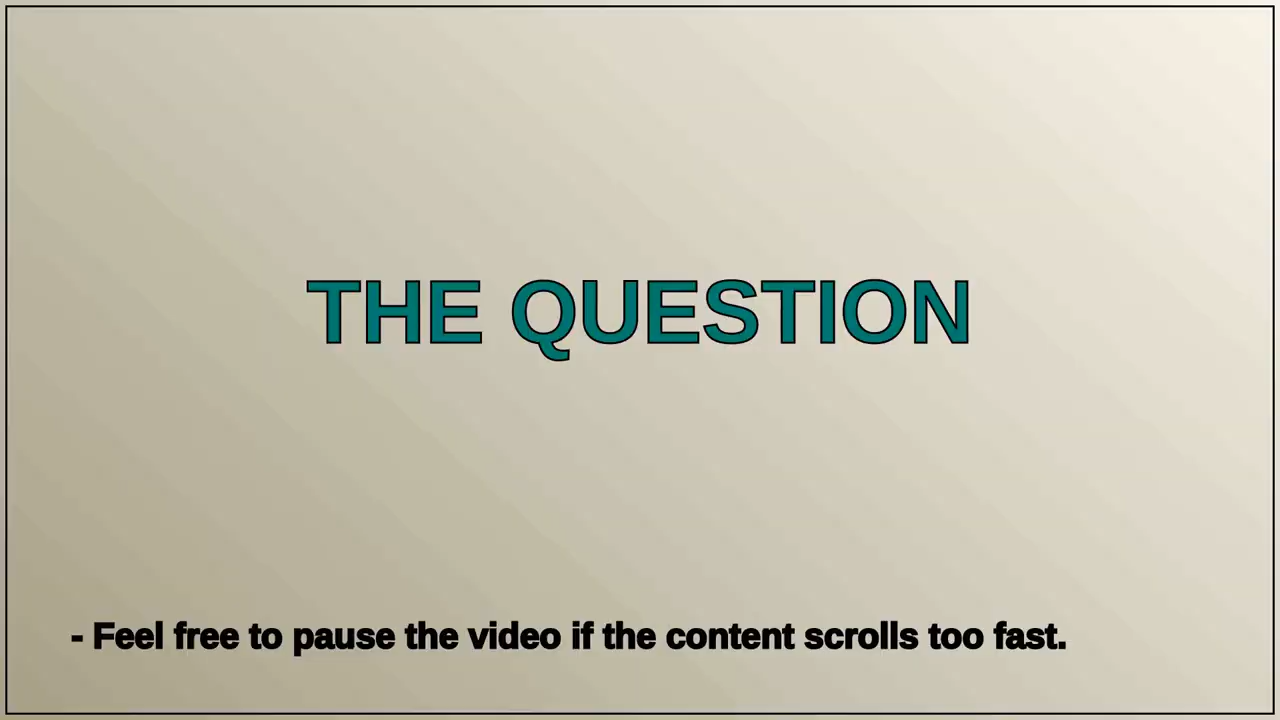 THE QUESTION
- Feel free to pause the video if the content scrolls too fast.